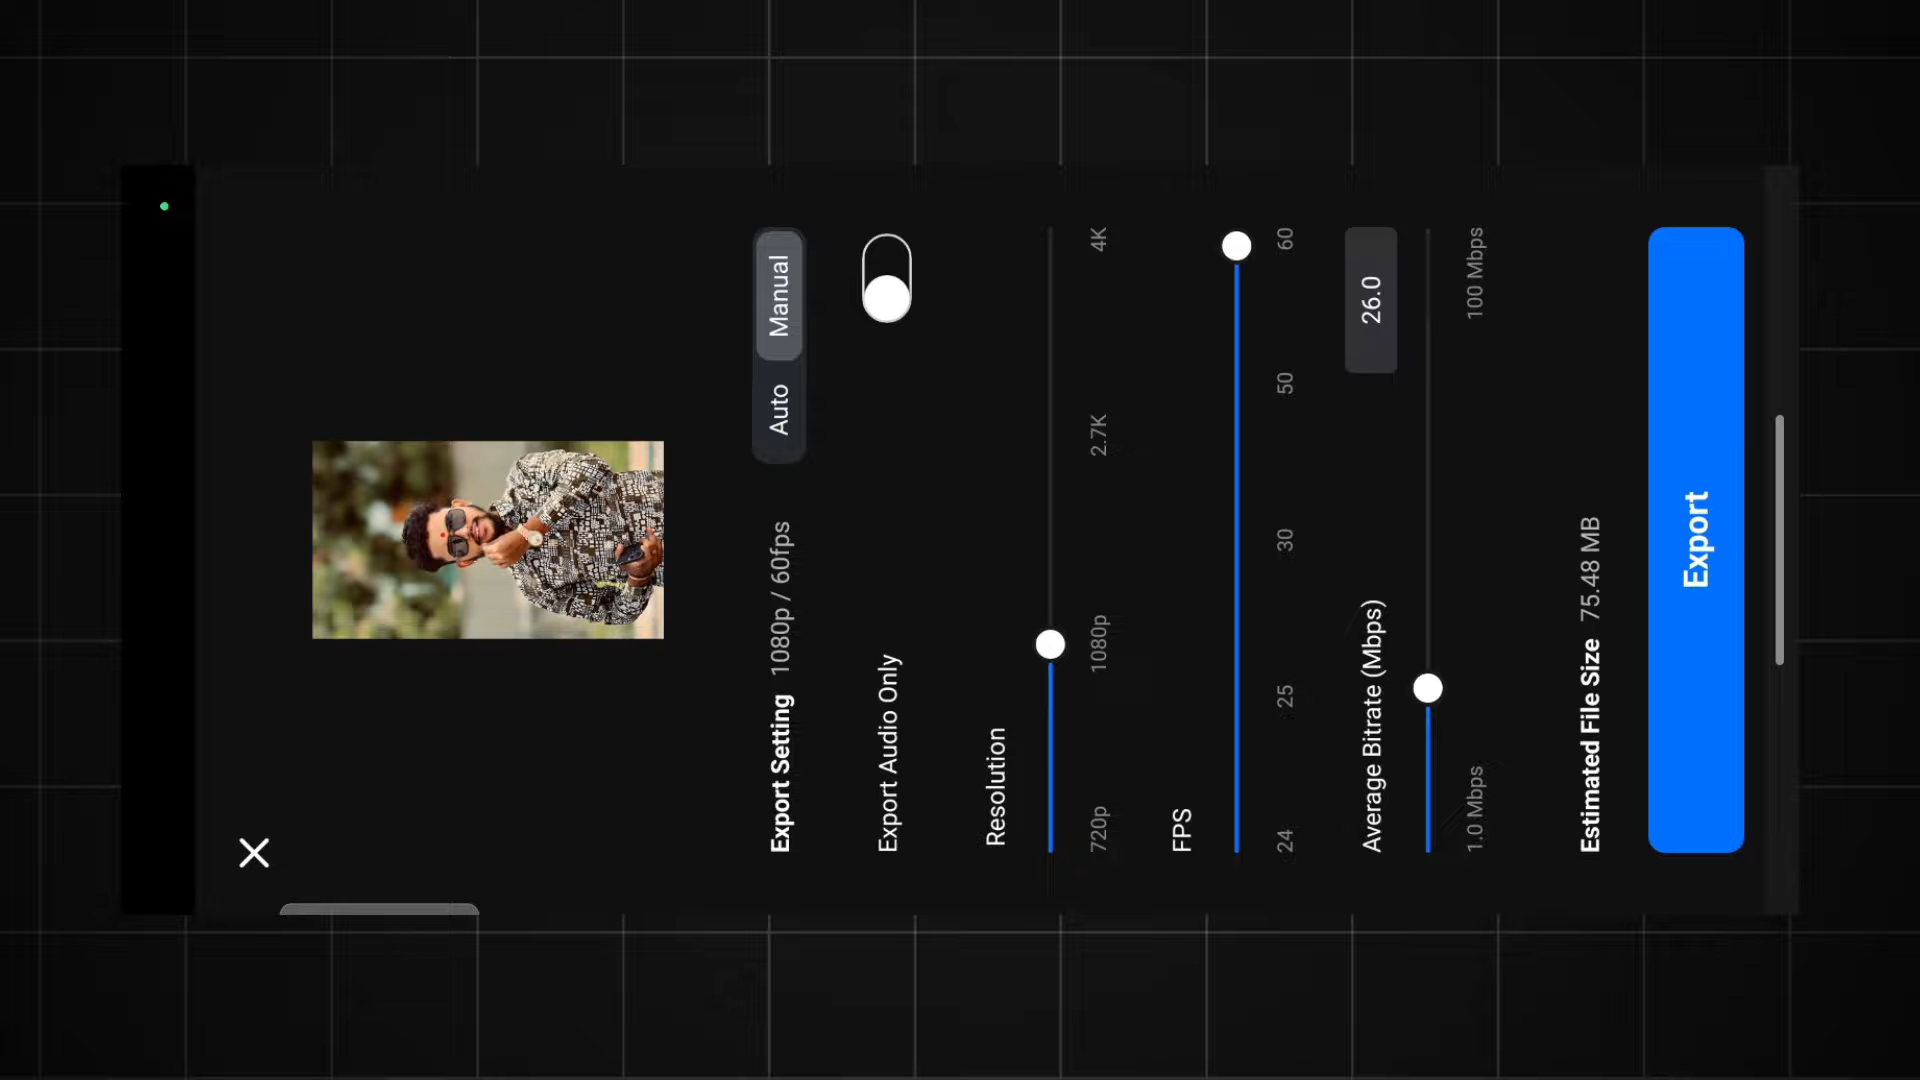 Export Setting 1080p / 60fps Auto Manual
Export Audio Only
Resolution
720p 1080p 2.7K 4K
FPS
24 25 30 50 60
Average Bitrate (Mbps) 26.0
1.0 Mbps 100 Mbps
Estimated File Size 75.48 MB
Export